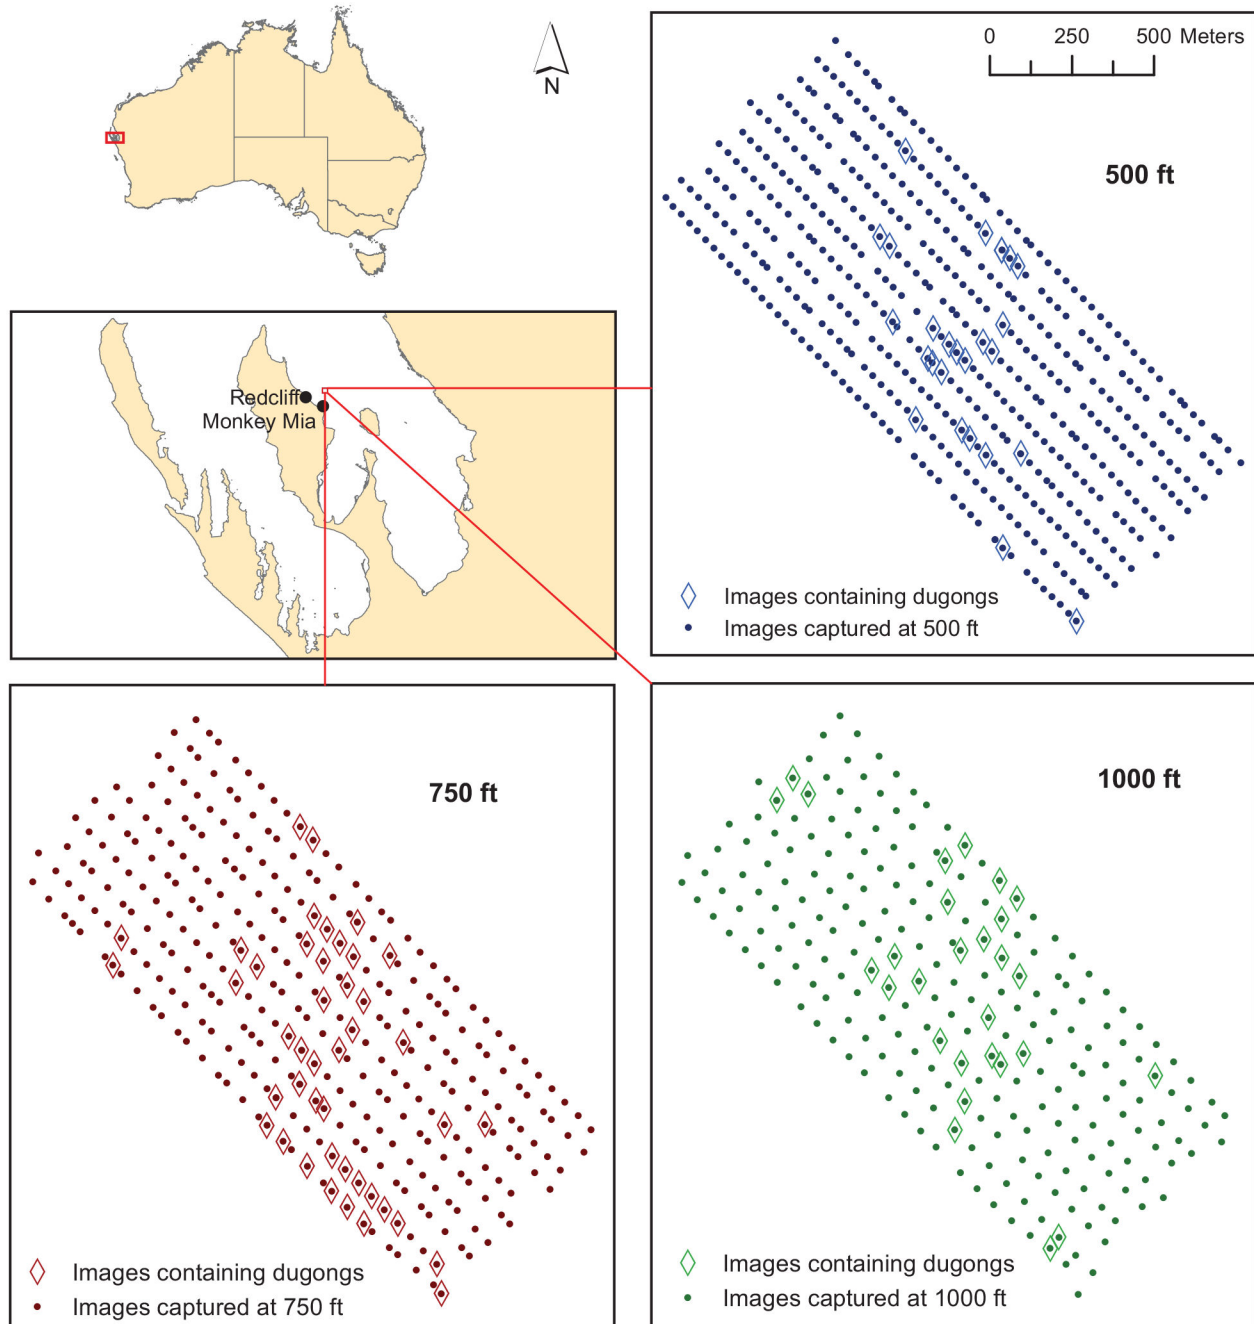 N
0 250 500 Meters
500 ft
Images containing dugongs
Images captured at 500 ft
Redcliff
Monkey Mia
750 ft
Images containing dugongs
Images captured at 750 ft
1000 ft
Images containing dugongs
Images captured at 1000 ft